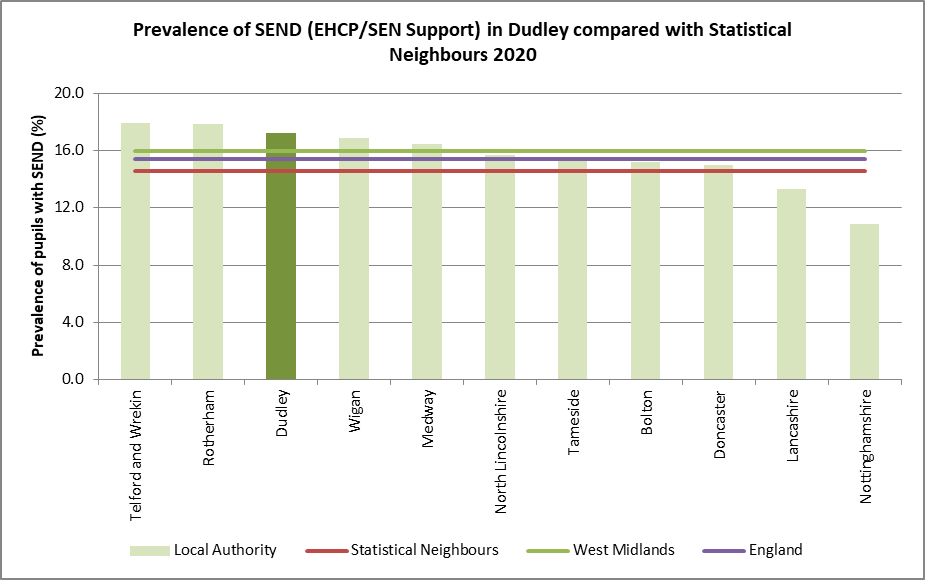 Prevalence of SEND (EHCP/SEN Support) in Dudley compared with Statistical
Neighbours 2020
Prevalence of pupils with SEND (%)
20.0
16.0
12.0
8.0
4.0
0.0
Telford and Wrekin
Rotherham
Dudley
Wigan
Medway
North Lincolnshire
Tameside
Bolton
Doncaster
Lancashire
Nottinghamshire
Local Authority
Statistical Neighbours
West Midlands
England